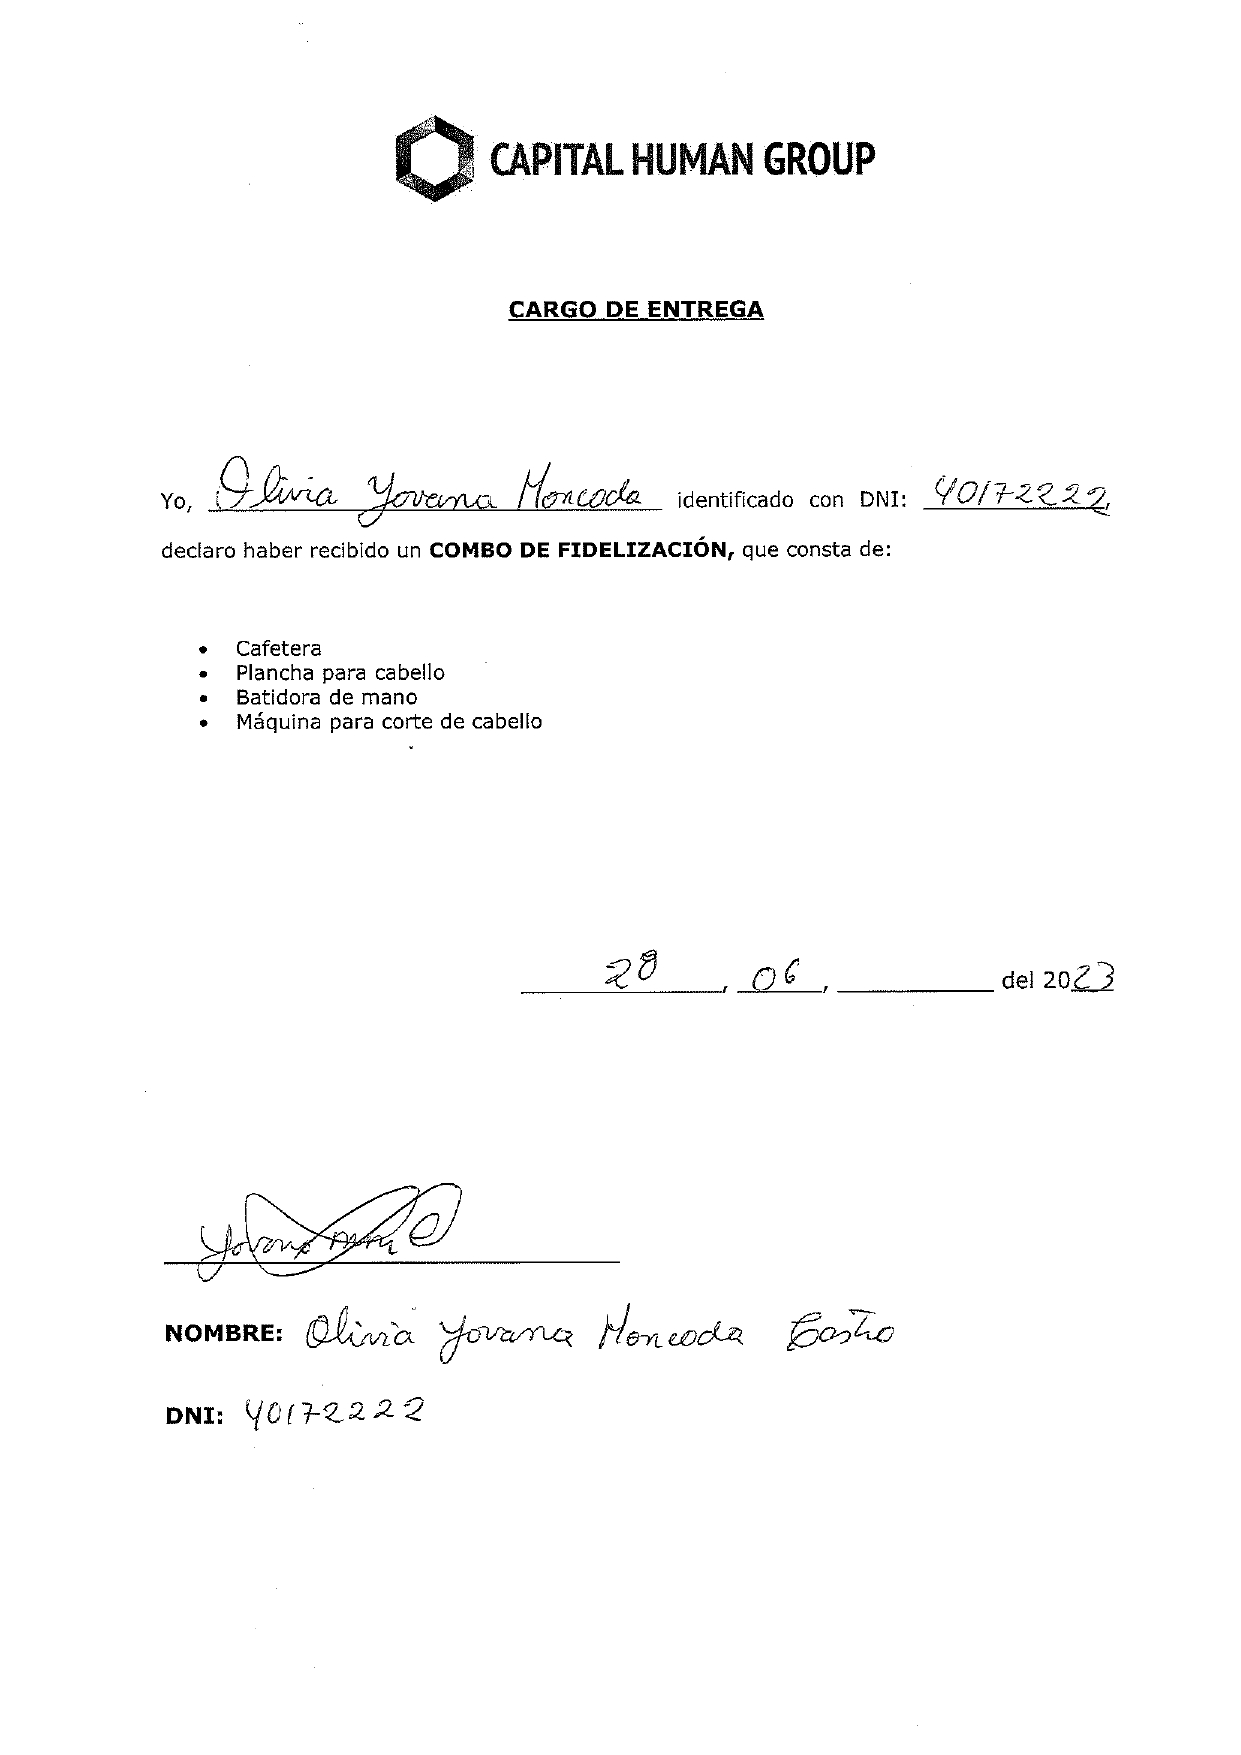 CAPITAL HUMAN GROUP
CARGO DE ENTREGA
Yo, Olivia Yovana Moncada identificado con DNI: 40172222,
declaro haber recibido un COMBO DE FIDELIZACIÓN, que consta de:
• Cafetera
• Plancha para cabello
• Batidora de mano
• Máquina para corte de cabello
28, 06, del 2023
Yovana
NOMBRE: Olivia Yovana Moncada Castro
DNI: 40172222